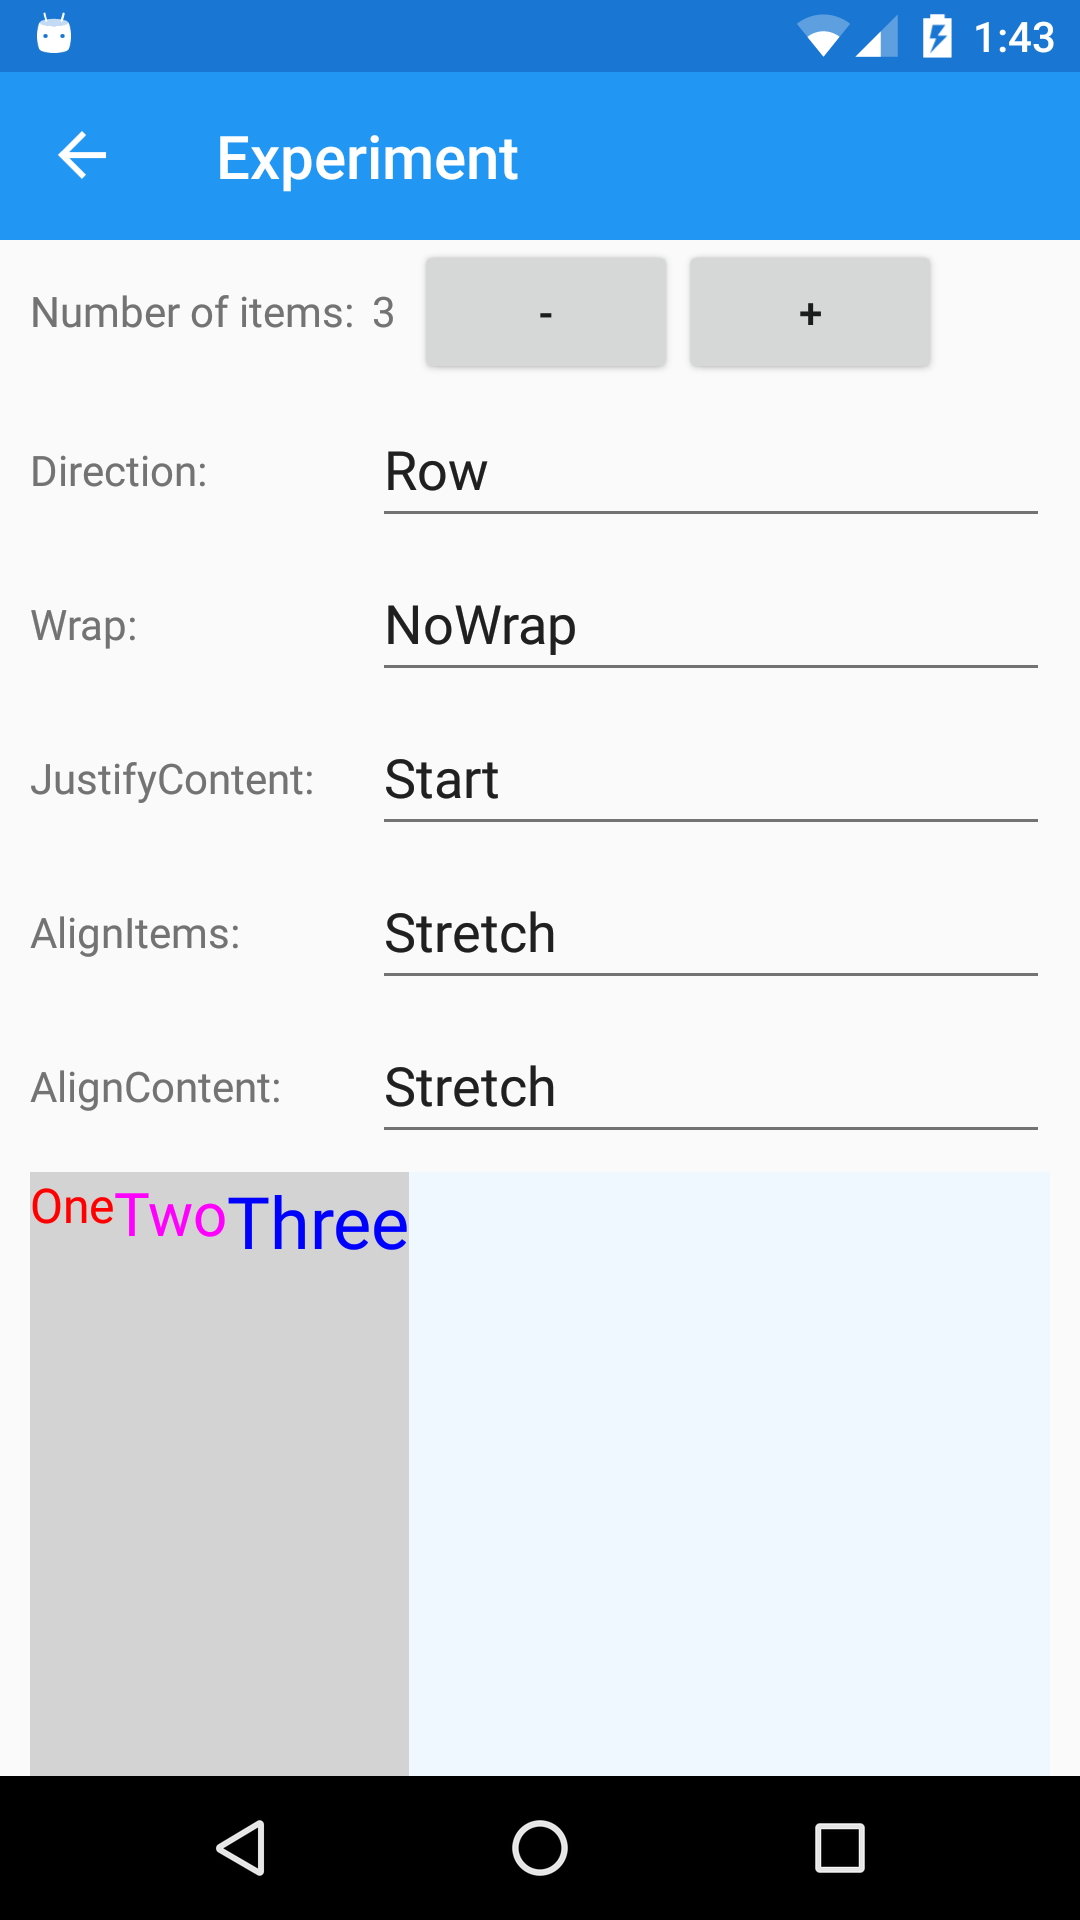 1:43
Experiment
Number of items: 3 - +
Direction: Row
Wrap: NoWrap
JustifyContent: Start
AlignItems: Stretch
AlignContent: Stretch
OneTwoThree